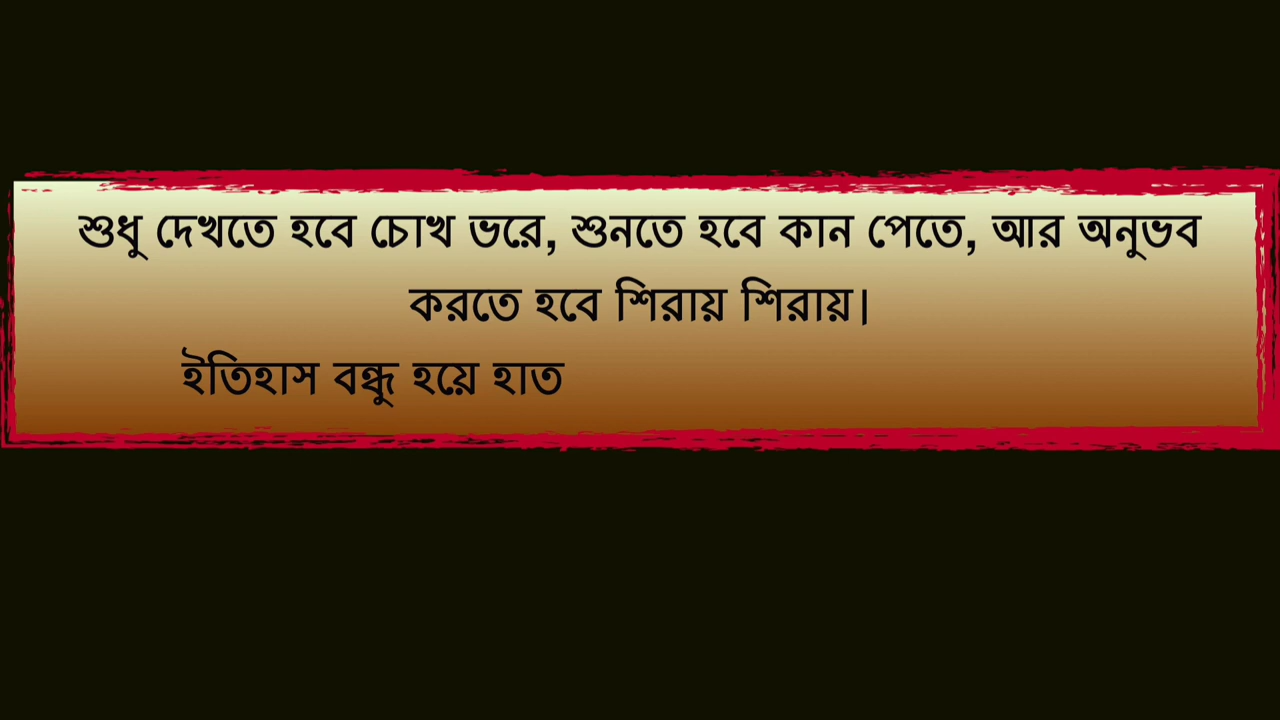 শুধু দেখতে হবে চোখ ভরে, শুনতে হবে কান পেতে, আর অনুভব
করতে হবে শিরায় শিরায়।
ইতিহাস বন্ধু হয়ে হাত